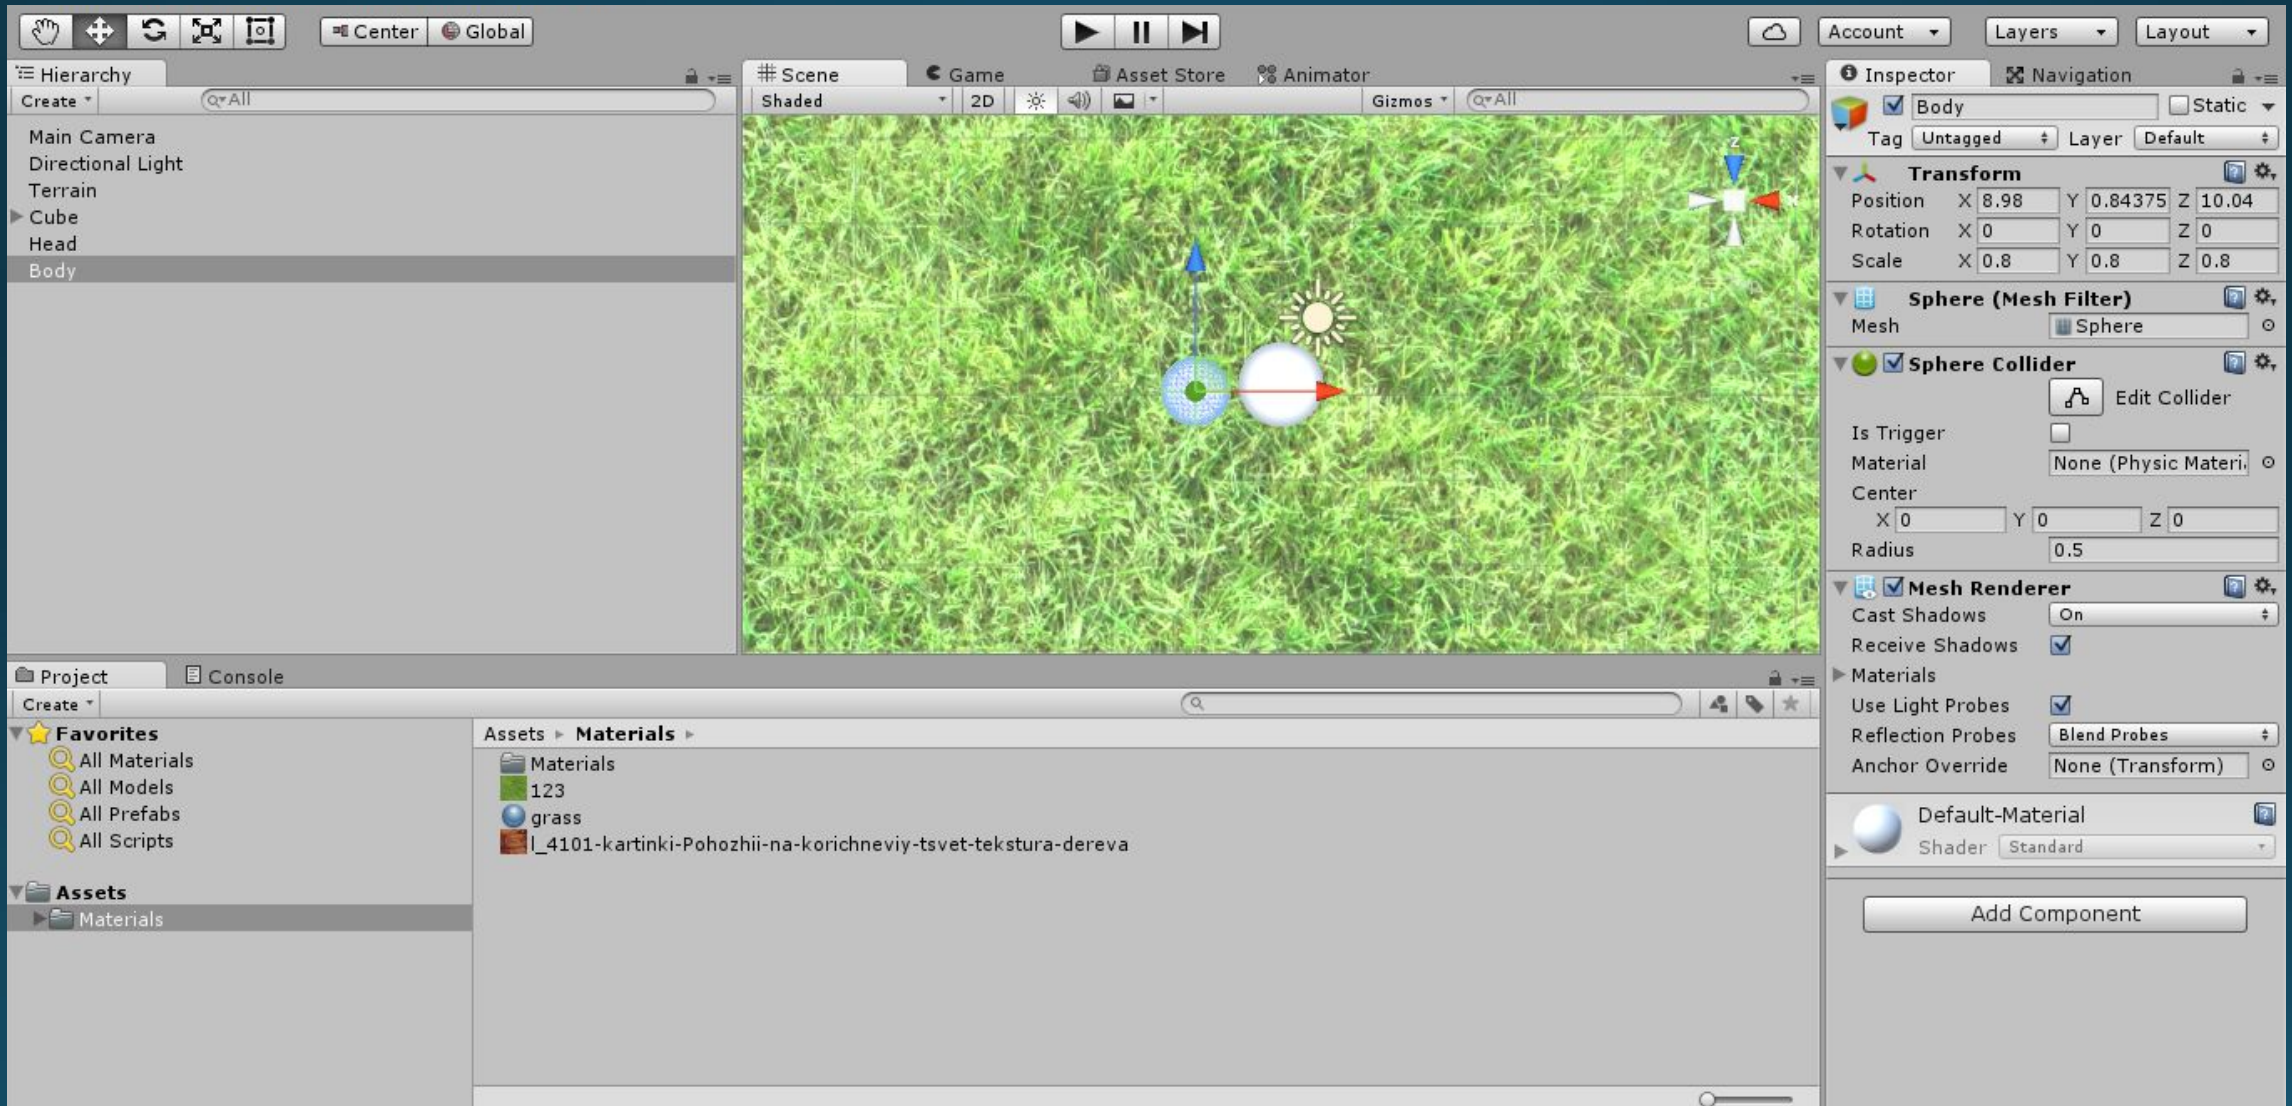 Center Global Account Layers Layout
Hierarchy
Create All
Main Camera
Directional Light
Terrain
Cube
Head
Body
Scene Game Asset Store Animator
Shaded 2D Gizmos All
z
Inspector Navigation
Body Static
Tag Untagged Layer Default
Transform
Position X 8.98 Y 0.84375 Z 10.04
Rotation X 0 Y 0 Z 0
Scale X 0.8 Y 0.8 Z 0.8
Sphere (Mesh Filter)
Mesh Sphere
Sphere Collider
Edit Collider
Is Trigger
Material None (Physic Materi
Center
X 0 Y 0 Z 0
Radius 0.5
Mesh Renderer
Cast Shadows On
Receive Shadows
Materials
Use Light Probes
Reflection Probes Blend Probes
Anchor Override None (Transform)
Default-Material
Shader Standard
Add Component
Project Console
Create
Favorites
All Materials
All Models
All Prefabs
All Scripts
Assets
Materials
Assets Materials
Materials
123
grass
l_4101-kartinki-Pohozhii-na-korichneviy-tsvet-tekstura-dereva